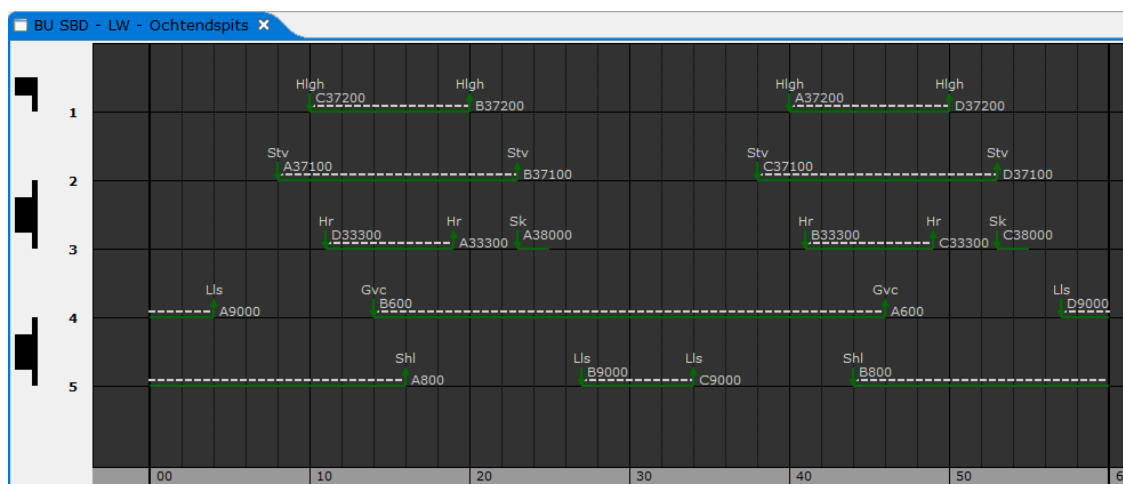 BU SBD - LW - Ochtendspits
Hlgh Hlgh Hlgh Hlgh
C37200 B37200 A37200 D37200
1
Stv Stv Stv Stv
A37100 B37100 C37100 D37100
2
Hr Hr Sk Hr Hr Sk
D33300 A33300 A38000 B33300 C33300 C38000
3
Lls Gvc Gvc Lls
A9000 B600 A600 D9000
4
Shl Lls Lls Shl
A800 B9000 C9000 B800
5
00 10 20 30 40 50